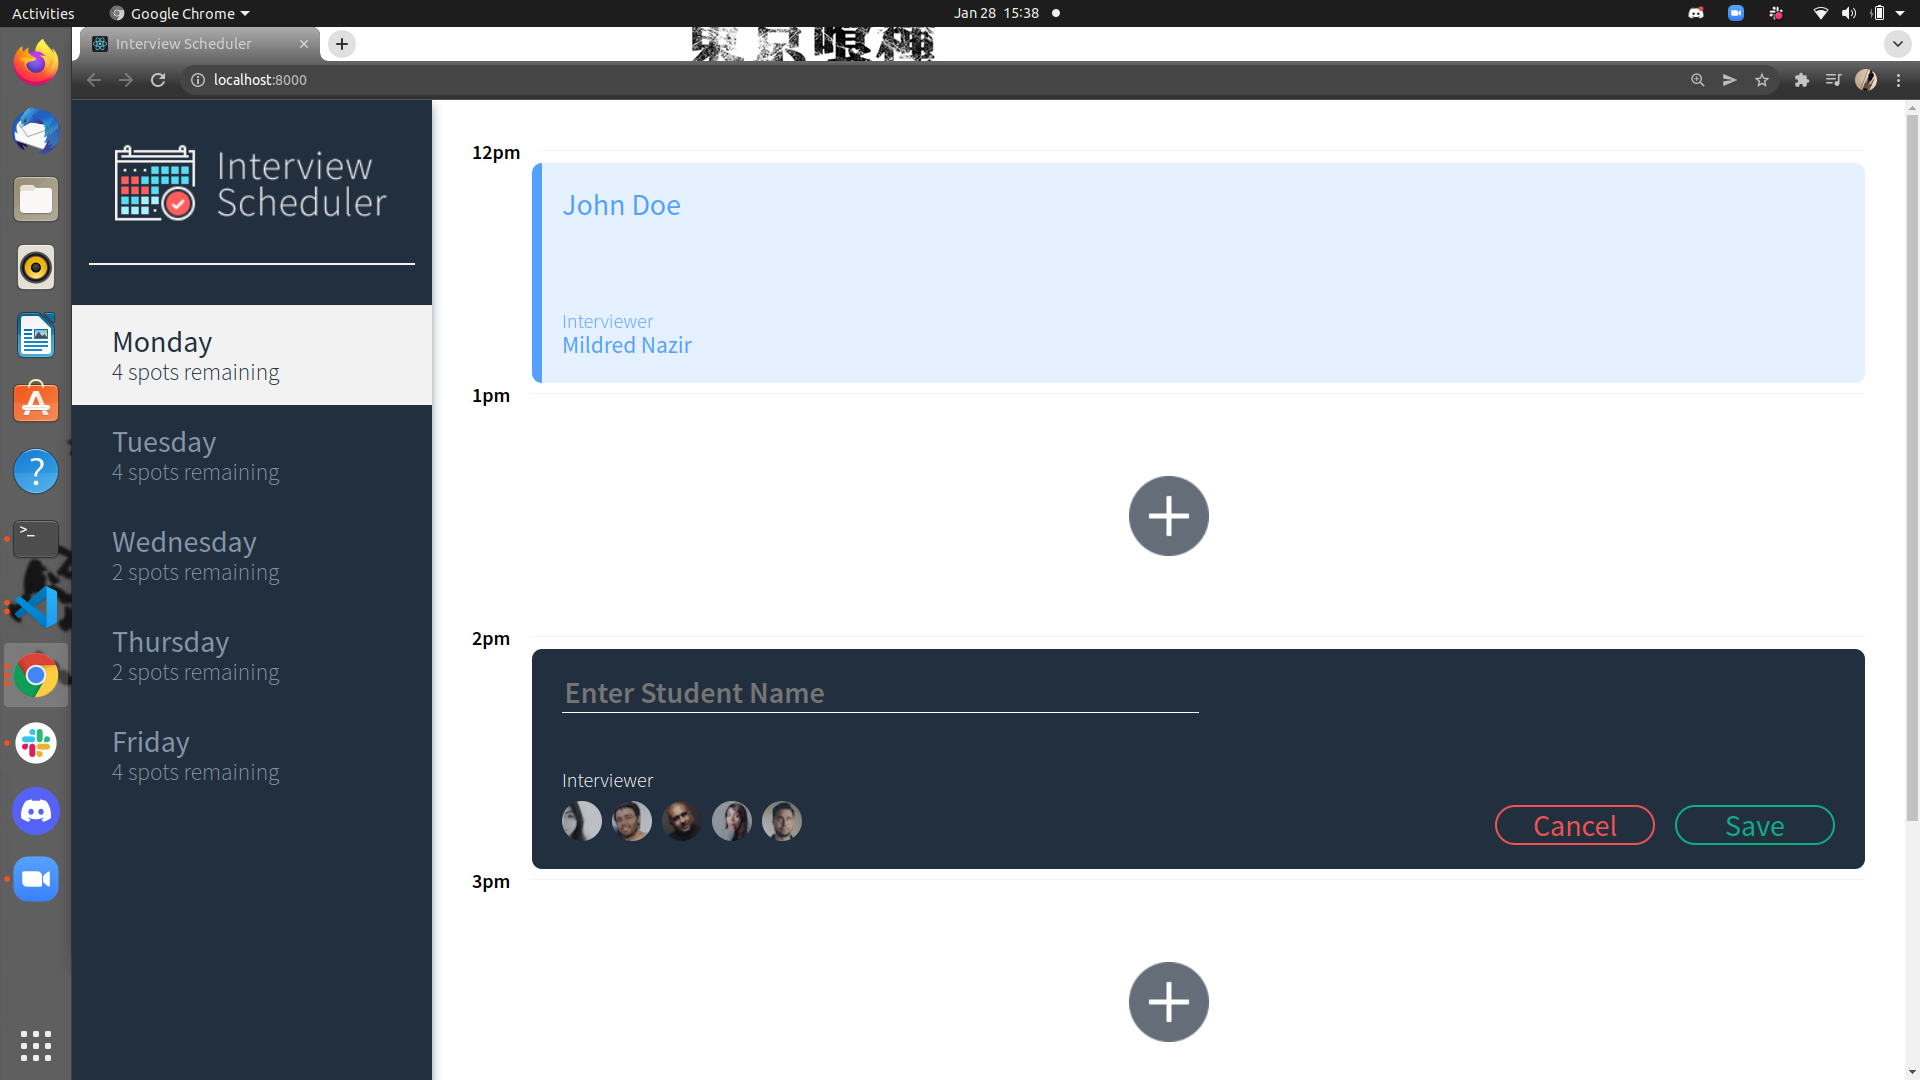 Activities
Google Chrome
Jan 28 15:38
Interview Scheduler
localhost:8000
Interview
Scheduler
Monday
4 spots remaining
Tuesday
4 spots remaining
Wednesday
2 spots remaining
Thursday
2 spots remaining
Friday
4 spots remaining
12pm
John Doe
Interviewer
Mildred Nazir
1pm
2pm
Enter Student Name
Interviewer
Cancel
Save
3pm